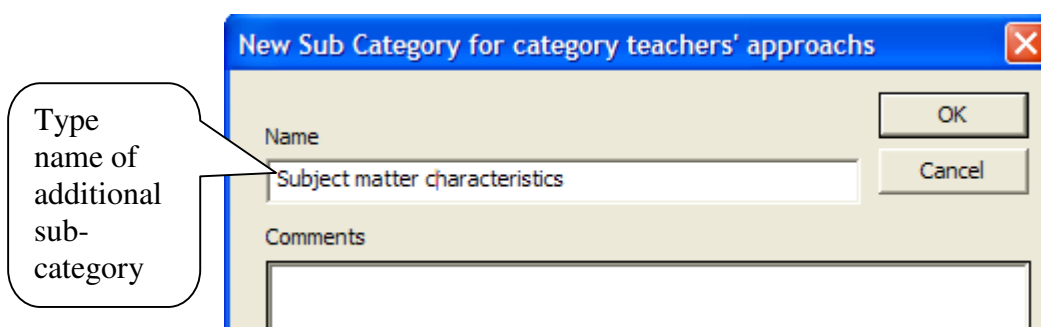 New Sub Category for category teachers' approachs
Type
name of
additional
sub-
category
OK
Name
Subject matter characteristics
Cancel
Comments